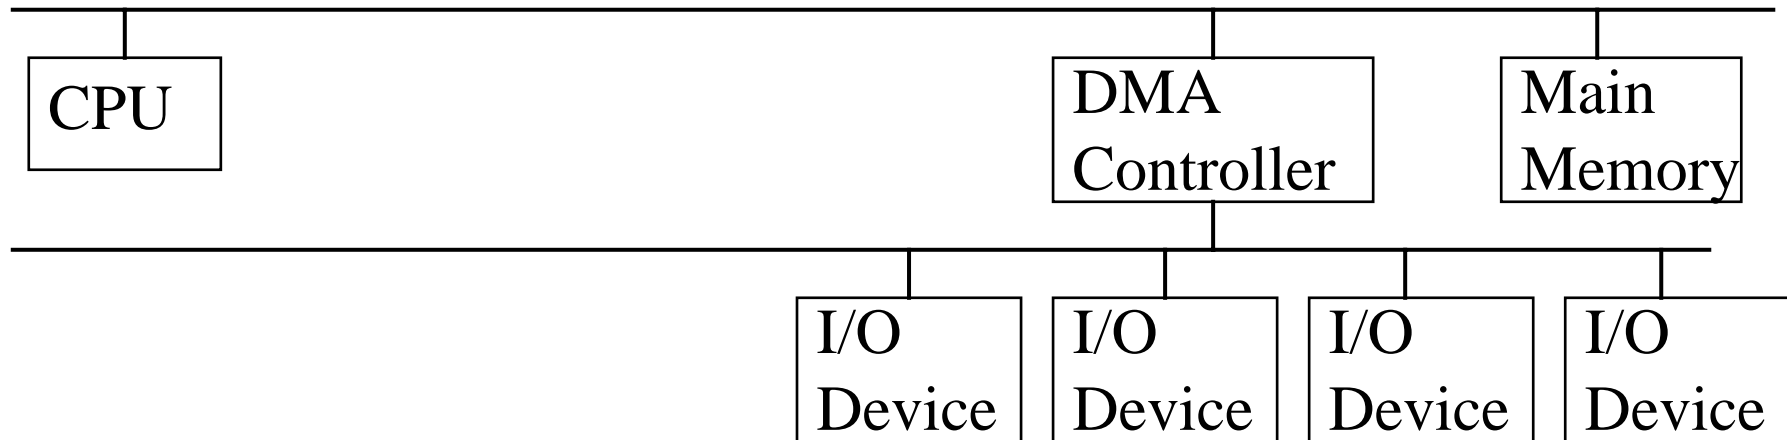 CPU
DMA
Controller
Main
Memory
I/O
Device
I/O
Device
I/O
Device
I/O
Device